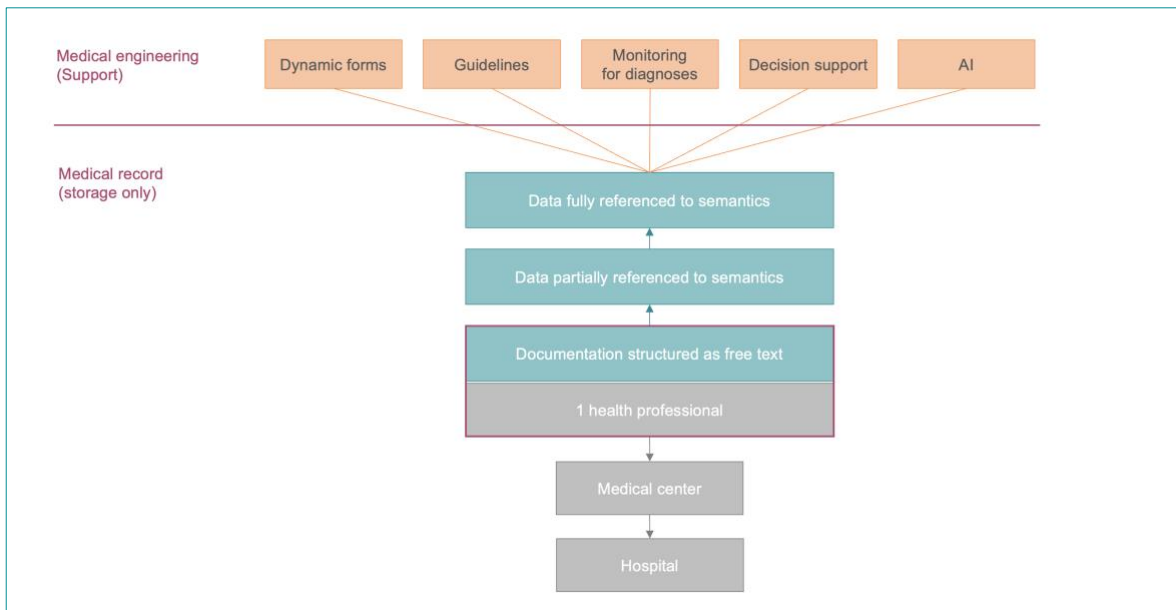 Medical engineering
(Support)
Dynamic forms
Guidelines
Monitoring
for diagnoses
Decision support
AI
Medical record
(storage only)
Data fully referenced to semantics
Data partially referenced to semantics
Documentation structured as free text
1 health professional
Medical center
Hospital